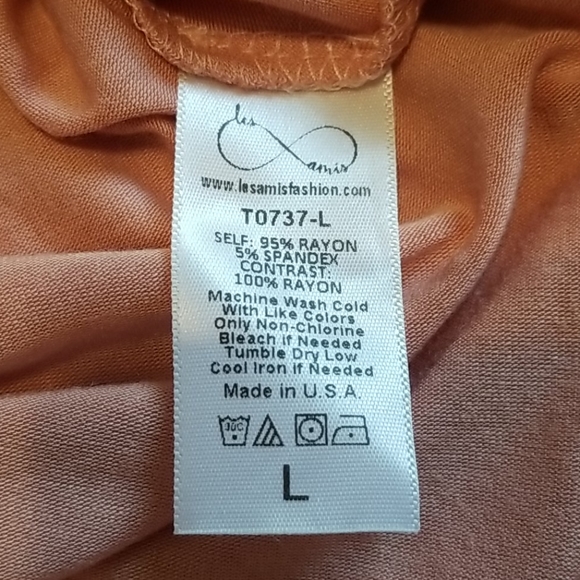 les
amis
www.lesamisfashion.com
T0737-L
SELF: 95% RAYON
5% SPANDEX
CONTRAST:
100% RAYON
Machine Wash Cold
With Like Colors
Only Non-Chlorine
Bleach if Needed
Tumble Dry Low
Cool Iron if Needed
Made in U.S.A.
30C
L